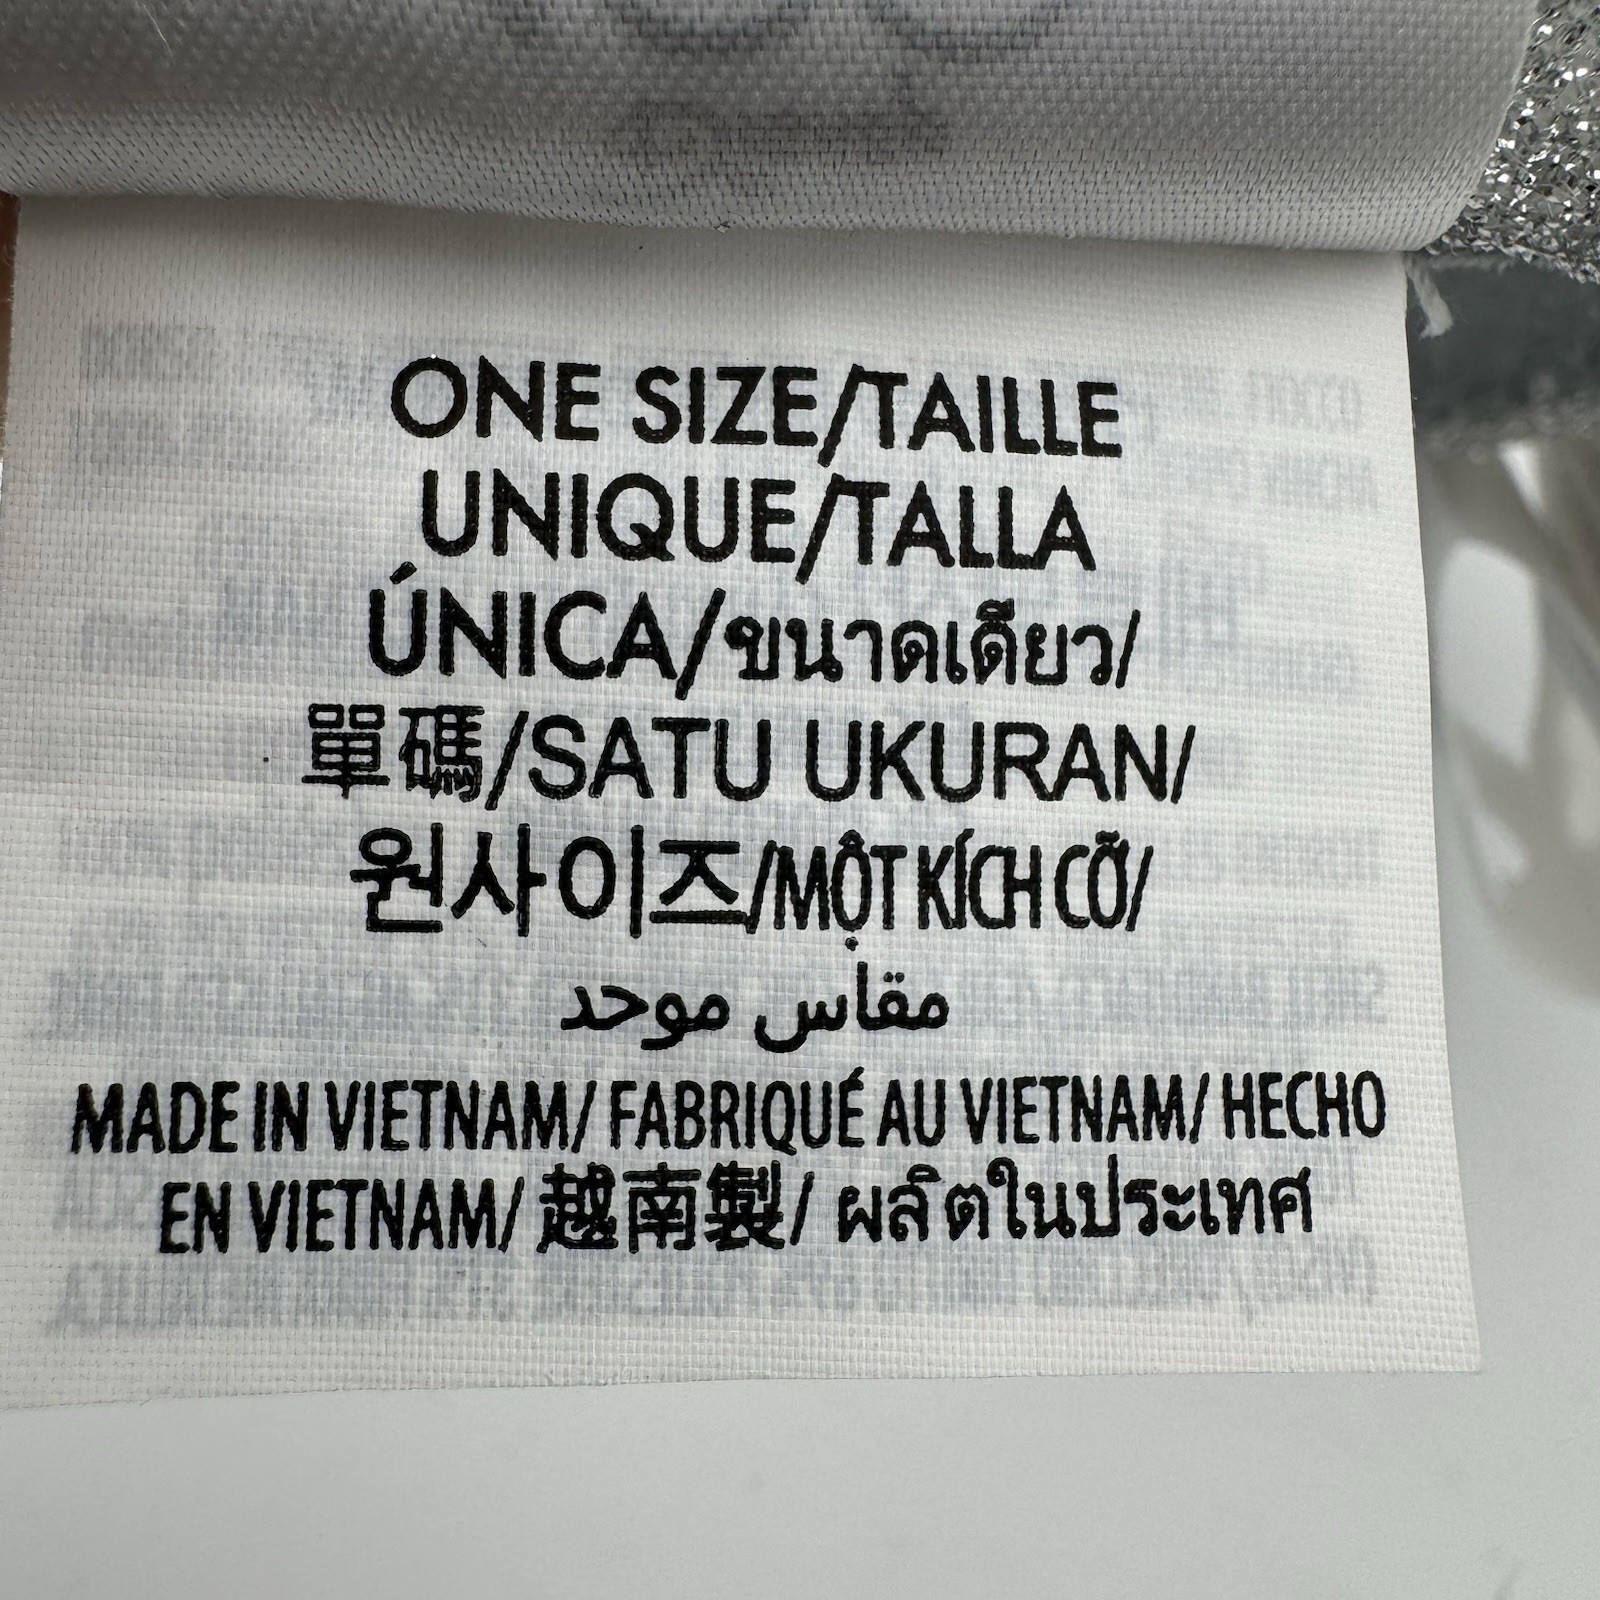 ONE SIZE/TAILLE
UNIQUE/TALLA
ÚNICA/ขนาดเดียว/
單碼/SATU UKURAN/
원사이즈/MỘT KÍCH CỠ/
مقاس موحد
MADE IN VIETNAM/ FABRIQUÉ AU VIETNAM/ HECHO
EN VIETNAM/ 越南製/ ผลิตในประเทศ